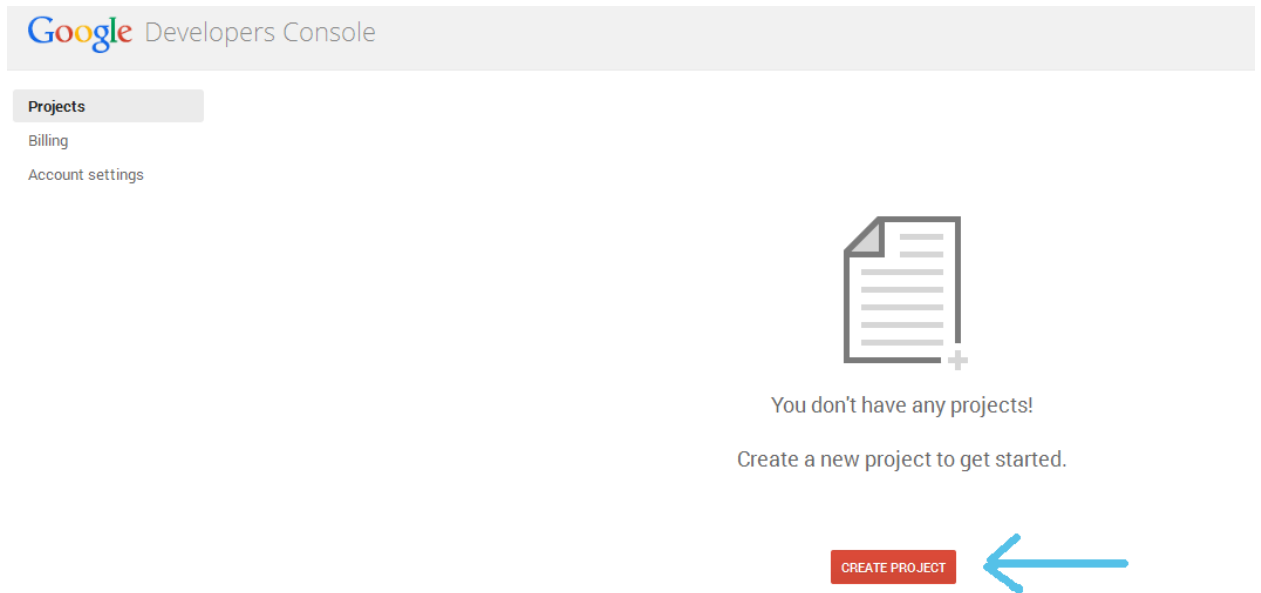 Google Developers Console
Projects
Billing
Account settings
You don't have any projects!
Create a new project to get started.
CREATE PROJECT